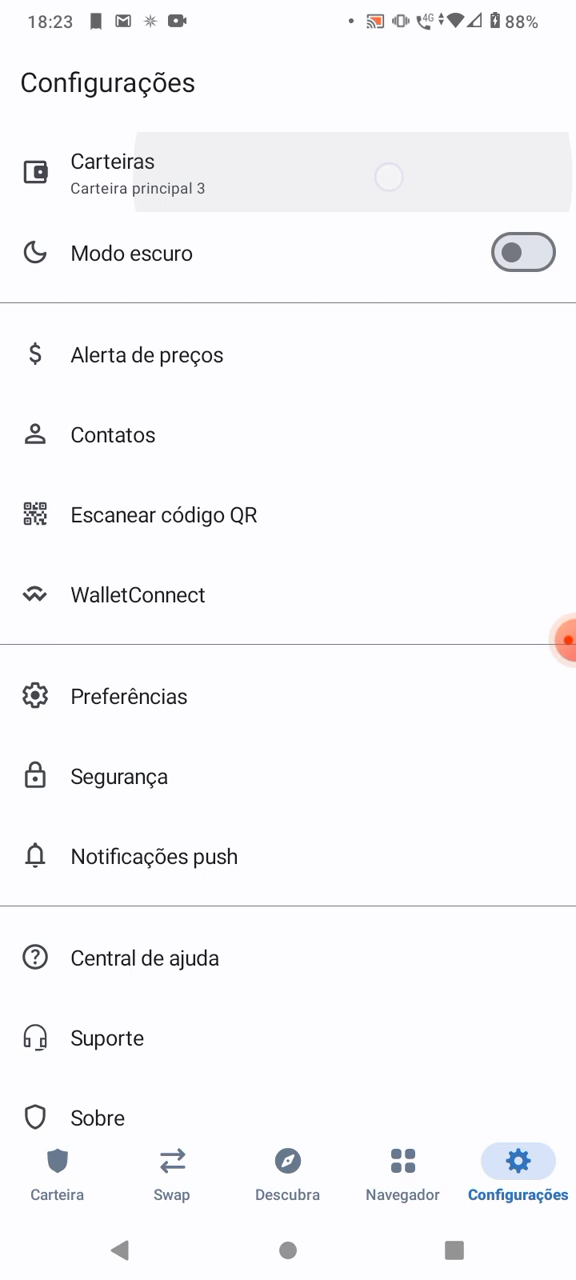 18:23
4G
88%
Configurações
Carteiras
Carteira principal 3
Modo escuro
Alerta de preços
Contatos
Escanear código QR
WalletConnect
Preferências
Segurança
Notificações push
Central de ajuda
Suporte
Sobre
Carteira
Swap
Descubra
Navegador
Configurações